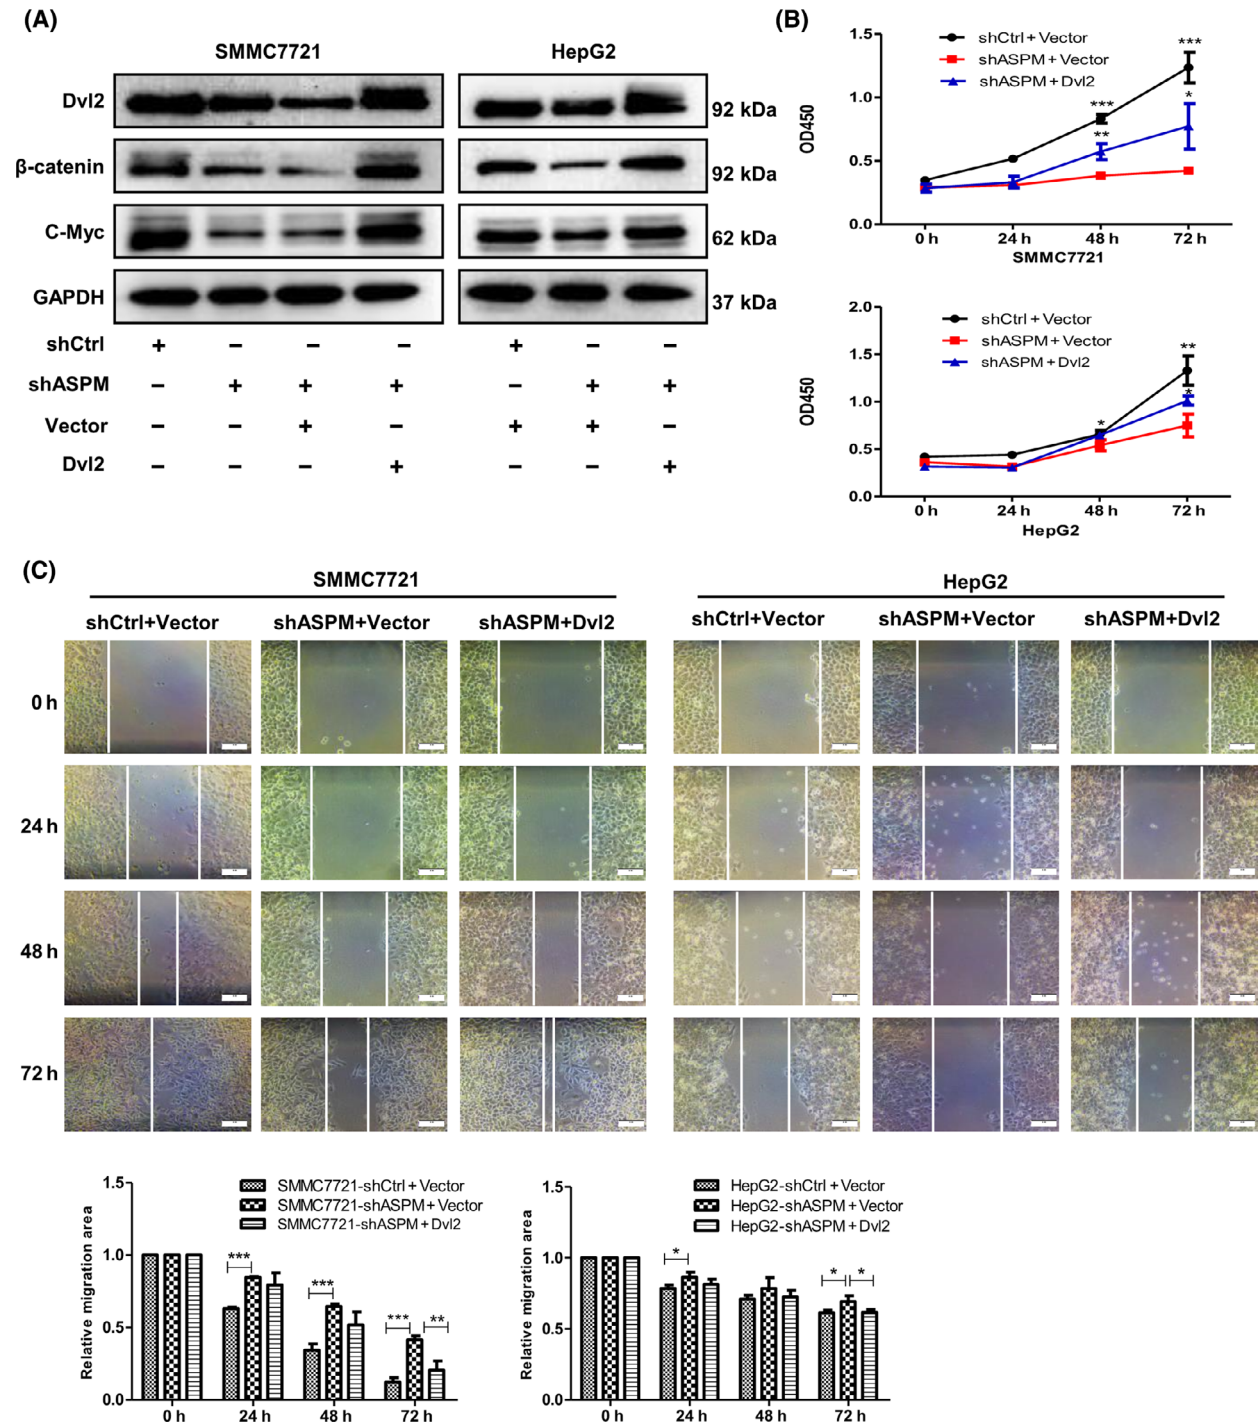 (A)
SMMC7721 HepG2
Dvl2 92 kDa
β-catenin 92 kDa
C-Myc 62 kDa
GAPDH 37 kDa
shCtrl + − − − + − −
shASPM − + + + − + +
Vector − − + − + + −
Dvl2 − − − + − − +
(B)
1.5
1.0
0.5
0.0
OD450
shCtrl + Vector
shASPM + Vector
shASPM + Dvl2
***
***
**
*
0 h 24 h 48 h 72 h
SMMC7721
2.0
1.5
1.0
0.5
0.0
OD450
shCtrl + Vector
shASPM + Vector
shASPM + Dvl2
**
*
*
0 h 24 h 48 h 72 h
HepG2
(C)
SMMC7721 HepG2
shCtrl+Vector shASPM+Vector shASPM+Dvl2 shCtrl+Vector shASPM+Vector shASPM+Dvl2
0 h
24 h
48 h
72 h
1.5
1.0
0.5
0.0
Relative migration area
SMMC7721-shCtrl + Vector
SMMC7721-shASPM + Vector
SMMC7721-shASPM + Dvl2
***
***
*** **
0 h 24 h 48 h 72 h
1.5
1.0
0.5
0.0
Relative migration area
HepG2-shCtrl + Vector
HepG2-shASPM + Vector
HepG2-shASPM + Dvl2
*
* *
0 h 24 h 48 h 72 h